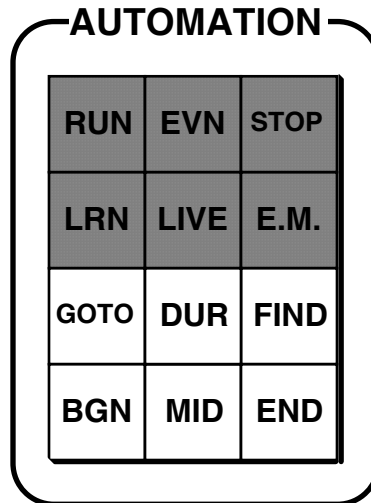 AUTOMATION
RUN EVN STOP
LRN LIVE E.M.
GOTO DUR FIND
BGN MID END